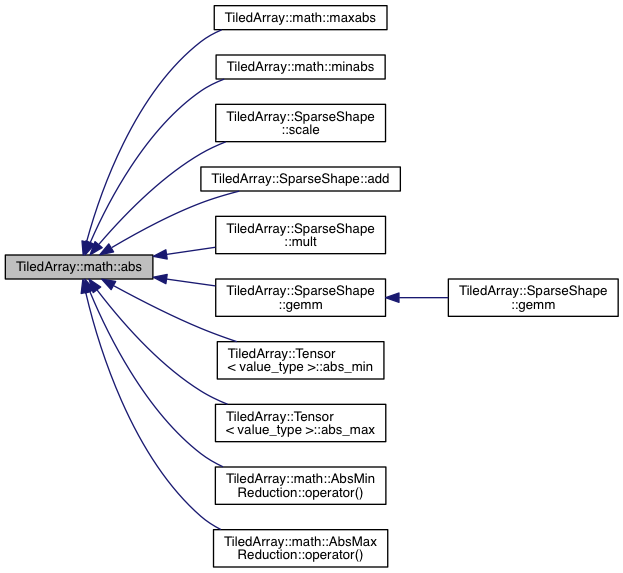 TiledArray::math::maxabs
TiledArray::math::minabs
TiledArray::SparseShape
::scale
TiledArray::SparseShape::add
TiledArray::SparseShape
::mult
TiledArray::math::abs
TiledArray::SparseShape
::gemm
TiledArray::SparseShape
::gemm
TiledArray::Tensor
< value_type >::abs_min
TiledArray::Tensor
< value_type >::abs_max
TiledArray::math::AbsMin
Reduction::operator()
TiledArray::math::AbsMax
Reduction::operator()